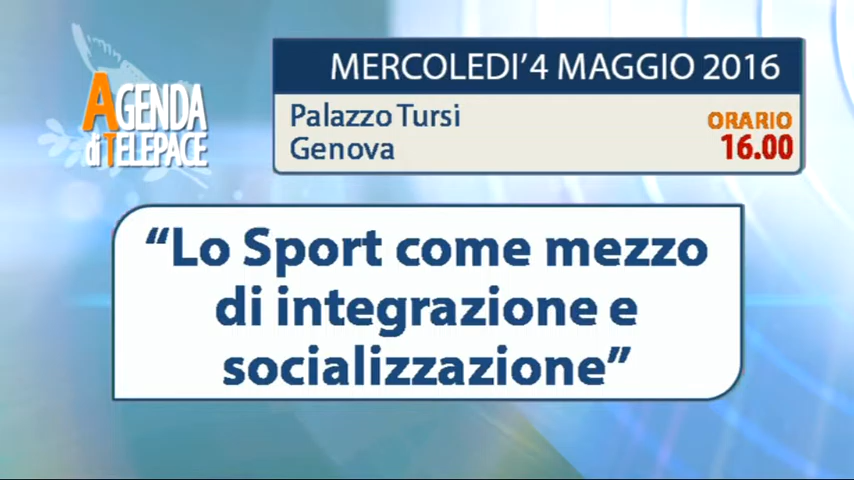 AGENDA
di TELEPACE
MERCOLEDI’4 MAGGIO 2016
Palazzo Tursi
Genova
ORARIO
16.00
“Lo Sport come mezzo
di integrazione e
socializzazione”